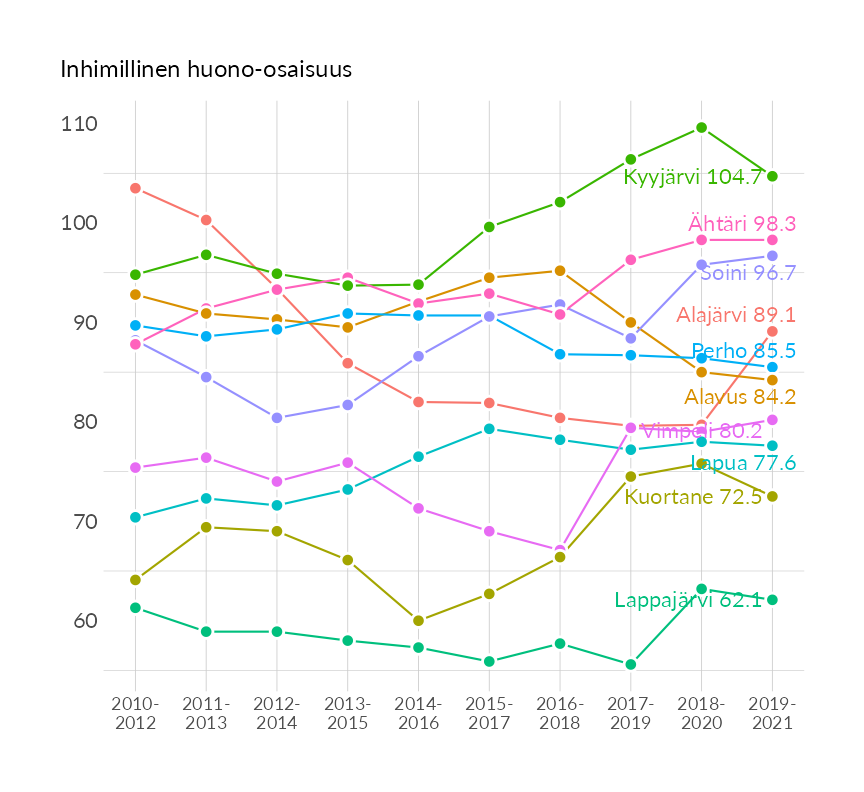 Inhimillinen huono-osaisuus
110
100
90
80
70
60
Kyyjärvi 104.7
Ähtäri 98.3
Soini 96.7
Alajärvi 89.1
Perho 85.5
Alavus 84.2
Vimpeli 80.2
Lapua 77.6
Kuortane 72.5
Lappajärvi 62.1
2010- 2011- 2012- 2013- 2014- 2015- 2016- 2017- 2018- 2019-
2012 2013 2014 2015 2016 2017 2018 2019 2020 2021